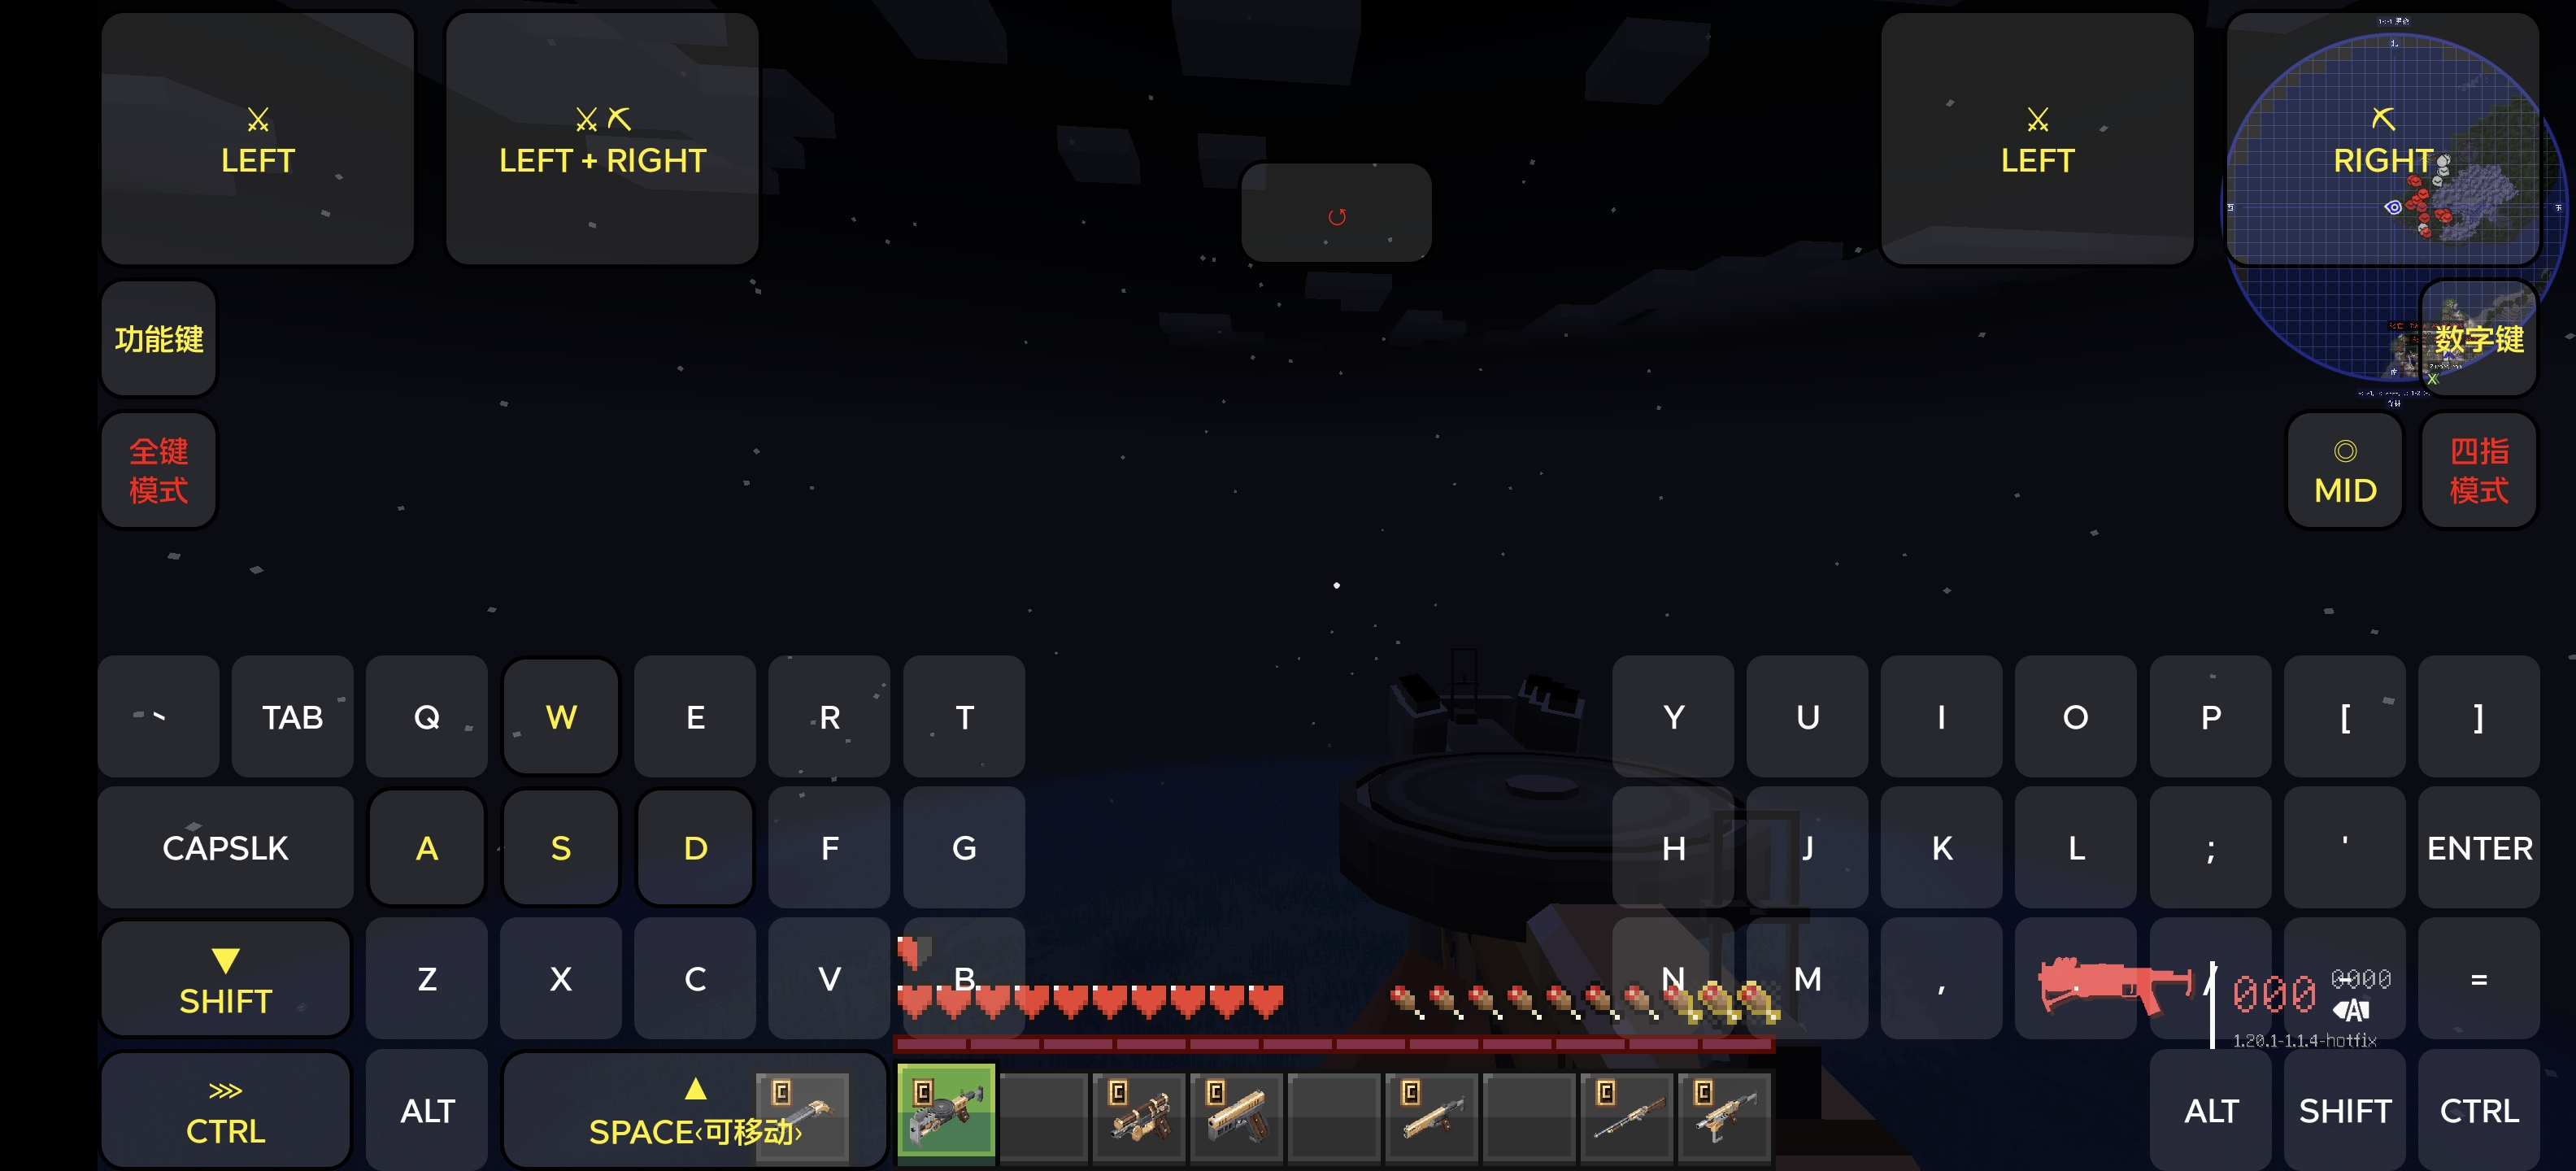 LEFT
LEFT + RIGHT
LEFT
RIGHT
功能键
数字键
全键
模式
MID
四指
模式
` TAB Q W E R T Y U I O P [ ]
CAPSLK A S D F G H J K L ; ' ENTER
SHIFT Z X C V B N M , . / - =
000 0000
A
1.20.1-1.1.4-hotfix
CTRL ALT SPACE‹可移动› ALT SHIFT CTRL